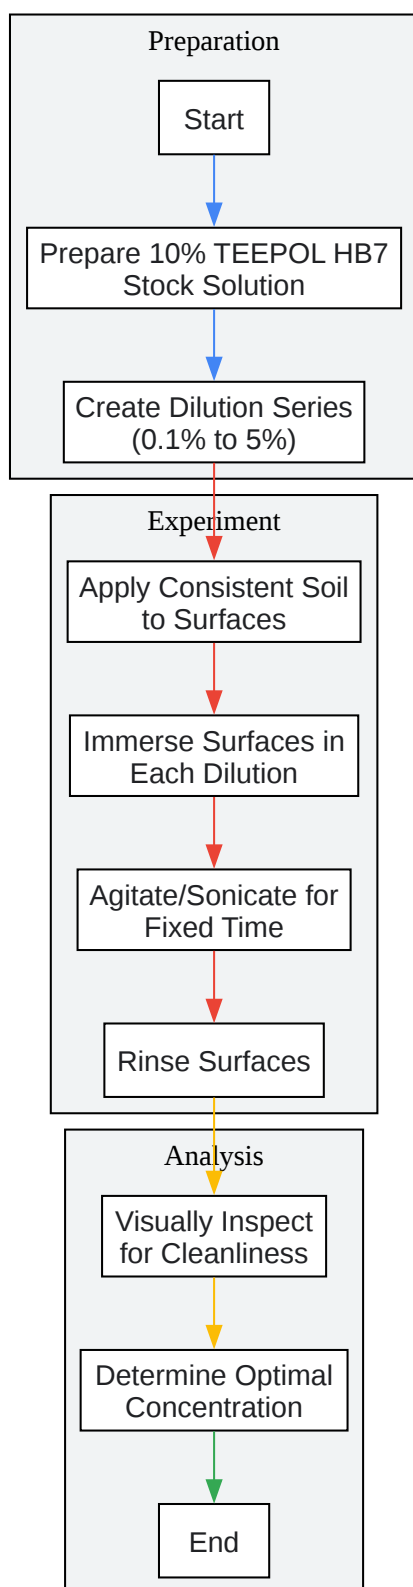 Preparation
Start
Prepare 10% TEEPOL HB7
Stock Solution
Create Dilution Series
(0.1% to 5%)
Experiment
Apply Consistent Soil
to Surfaces
Immerse Surfaces in
Each Dilution
Agitate/Sonicate for
Fixed Time
Rinse Surfaces
Analysis
Visually Inspect
for Cleanliness
Determine Optimal
Concentration
End